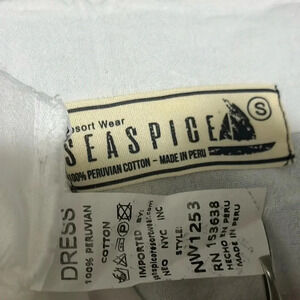 Resort Wear
SEASPICE
S
100% PERUVIAN COTTON - MADE IN PERU
DRESS
100% PERUVIAN
COTTON
IMPORTED BY:
NEO NYC INC
STYLE:
NW1253
RN 153638
HECHO EN PERU
MADE IN PERU